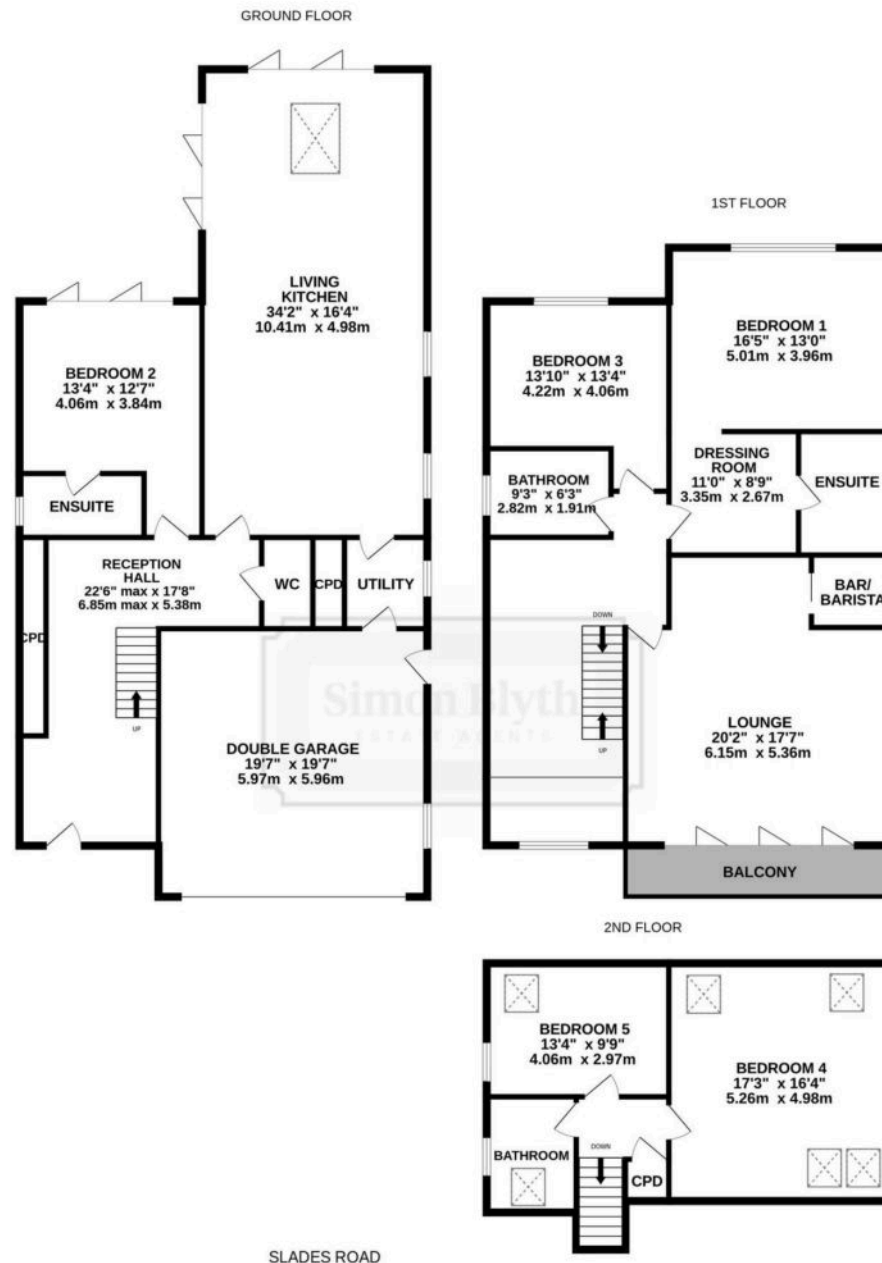 GROUND FLOOR
LIVING
KITCHEN
34'2" x 16'4"
10.41m x 4.98m
BEDROOM 2
13'4" x 12'7"
4.06m x 3.84m
ENSUITE
RECEPTION
HALL
22'6" max x 17'8"
6.85m max x 5.38m
WC
CPD
UTILITY
CPD
UP
DOUBLE GARAGE
19'7" x 19'7"
5.97m x 5.96m
1ST FLOOR
BEDROOM 1
16'5" x 13'0"
5.01m x 3.96m
BEDROOM 3
13'10" x 13'4"
4.22m x 4.06m
DRESSING
ROOM
11'0" x 8'9"
3.35m x 2.67m
ENSUITE
BATHROOM
9'3" x 6'3"
2.82m x 1.91m
BAR/
BARISTA
DOWN
UP
LOUNGE
20'2" x 17'7"
6.15m x 5.36m
BALCONY
Simon Blyth
ESTATE AGENTS
2ND FLOOR
BEDROOM 5
13'4" x 9'9"
4.06m x 2.97m
BEDROOM 4
17'3" x 16'4"
5.26m x 4.98m
BATHROOM
DOWN
CPD
SLADES ROAD